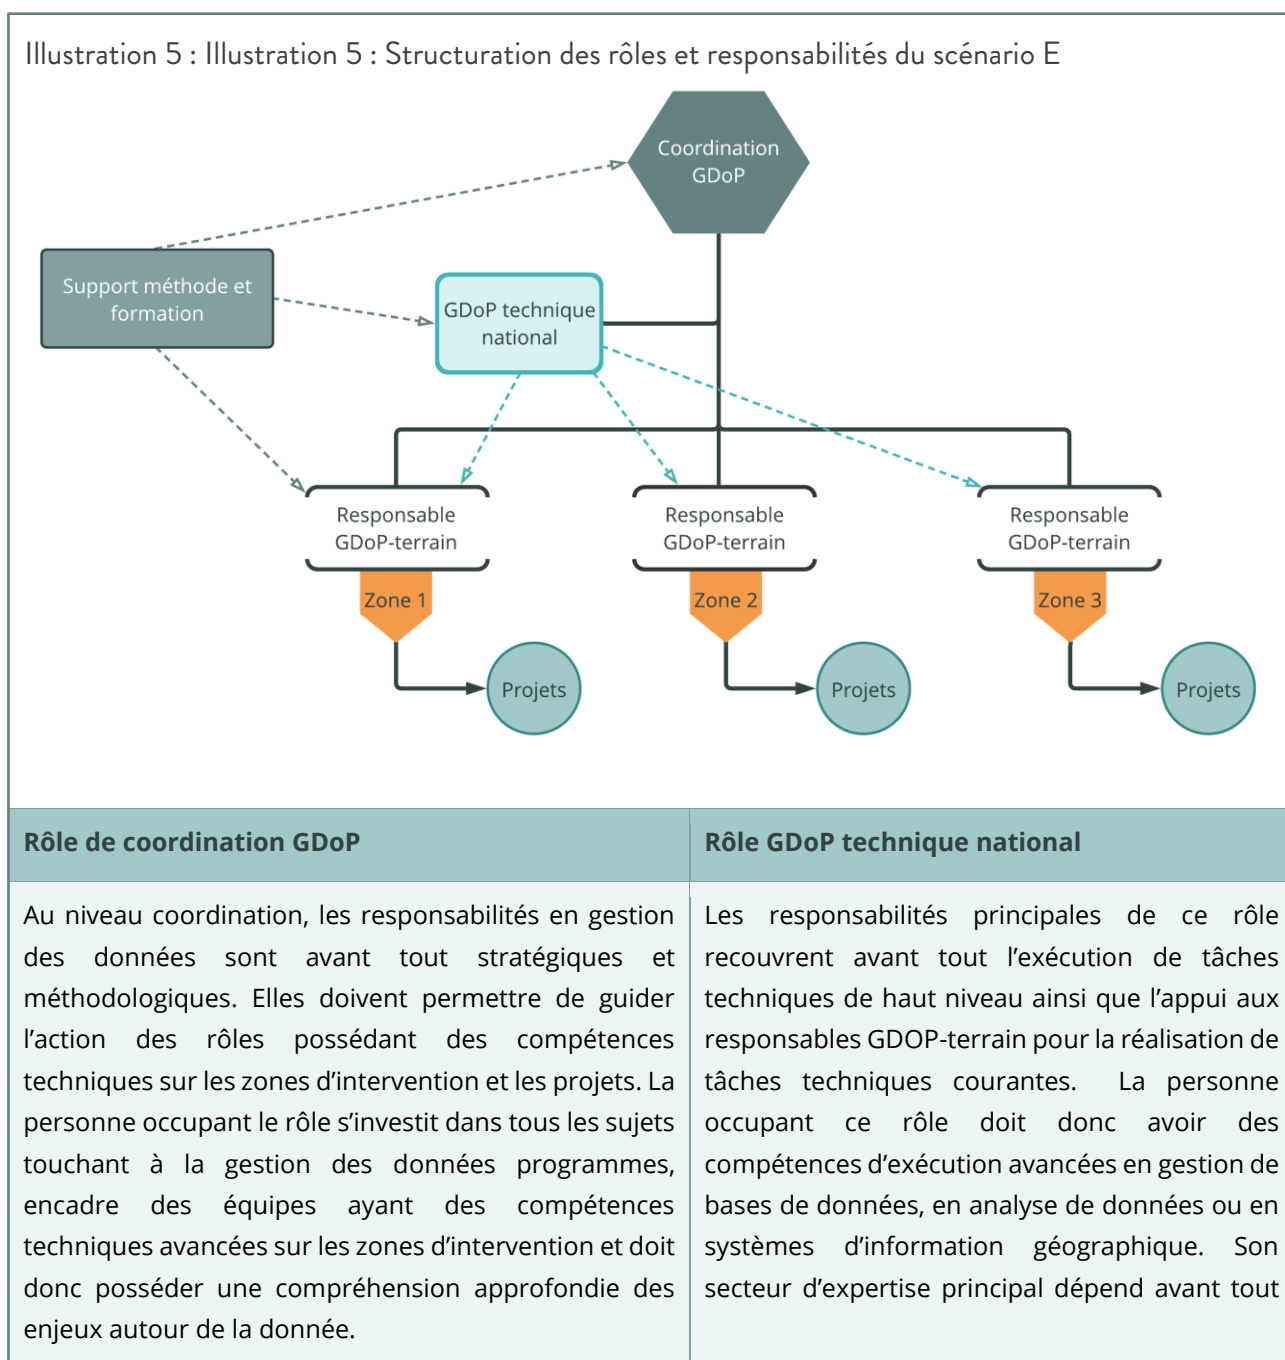 Illustration 5 : Illustration 5 : Structuration des rôles et responsabilités du scénario E
Coordination
GDoP
Support méthode et
formation
GDoP technique
national
Responsable
GDoP-terrain
Responsable
GDoP-terrain
Responsable
GDoP-terrain
Zone 1
Zone 2
Zone 3
Projets
Projets
Projets
Rôle de coordination GDoP
Au niveau coordination, les responsabilités en gestion
des données sont avant tout stratégiques et
méthodologiques. Elles doivent permettre de guider
l’action des rôles possédant des compétences
techniques sur les zones d’intervention et les projets. La
personne occupant le rôle s’investit dans tous les sujets
touchant à la gestion des données programmes,
encadre des équipes ayant des compétences
techniques avancées sur les zones d’intervention et doit
donc posséder une compréhension approfondie des
enjeux autour de la donnée.
Rôle GDoP technique national
Les responsabilités principales de ce rôle
recouvrent avant tout l’exécution de tâches
techniques de haut niveau ainsi que l’appui aux
responsables GDOP-terrain pour la réalisation de
tâches techniques courantes. La personne
occupant ce rôle doit donc avoir des
compétences d’exécution avancées en gestion de
bases de données, en analyse de données ou en
systèmes d’information géographique. Son
secteur d’expertise principal dépend avant tout